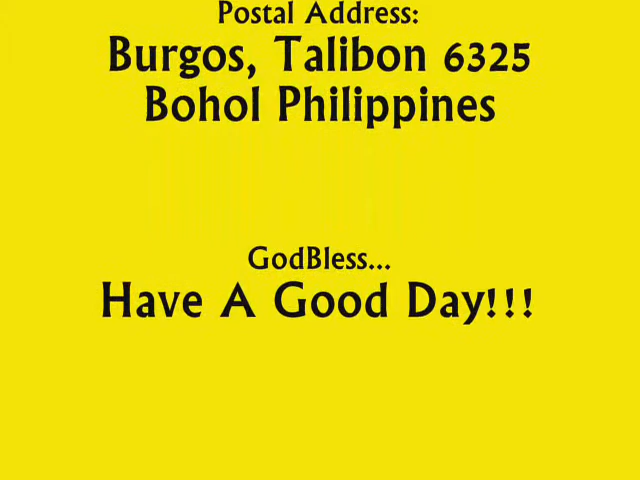 Postal Address:
Burgos, Talibon 6325
Bohol Philippines
GodBless...
Have A Good Day!!!